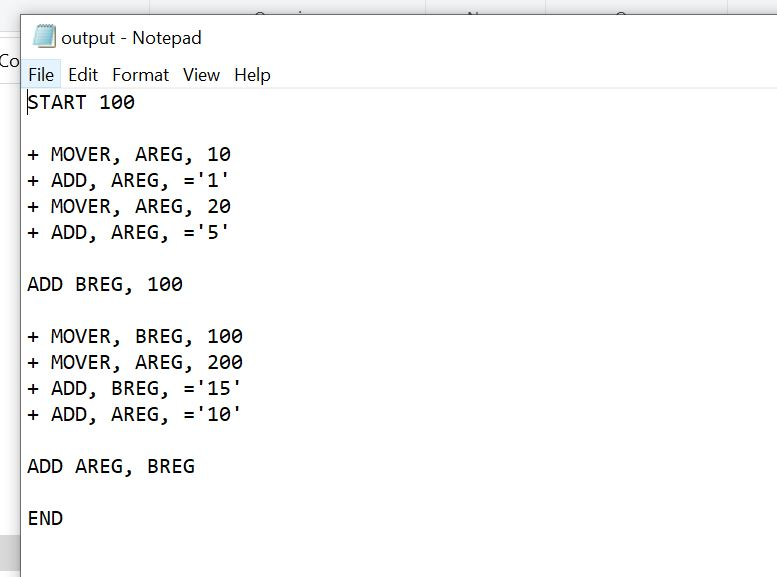 Co
output - Notepad
File Edit Format View Help
START 100
+ MOVER, AREG, 10
+ ADD, AREG, ='1'
+ MOVER, AREG, 20
+ ADD, AREG, ='5'
ADD BREG, 100
+ MOVER, BREG, 100
+ MOVER, AREG, 200
+ ADD, BREG, ='15'
+ ADD, AREG, ='10'
ADD AREG, BREG
END